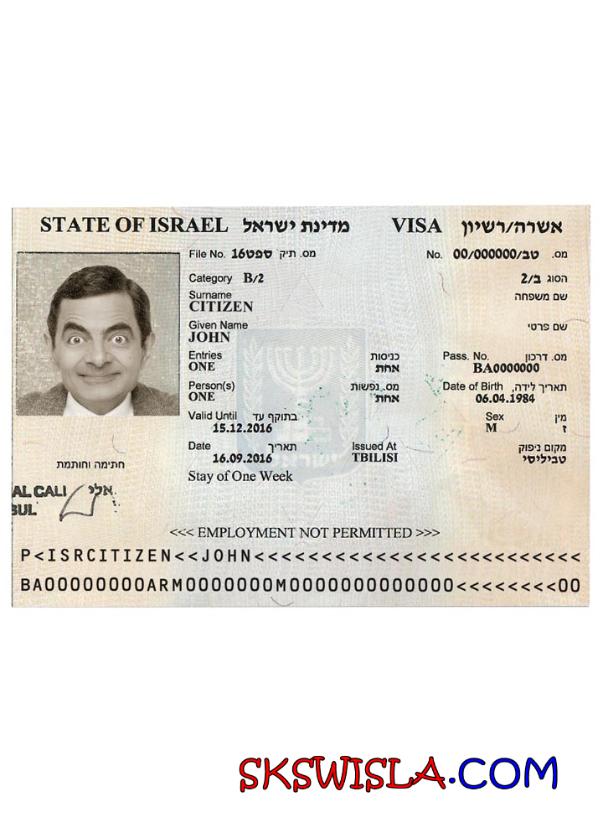 STATE OF ISRAEL מדינת ישראל VISA אשרה/רשיון
File No. ספט16 מס. תיק No. טב/00/000000 מס.
Category B/2 ב/2 הסוג
Surname שם משפחה
CITIZEN
Given Name שם פרטי
JOHN
Entries כניסות Pass. No. מס. דרכון
ONE אחת BA0000000
Person(s) מס. נפשות Date of Birth תאריך לידה,
ONE אחת 06.04.1984
Valid Until בתוקף עד Sex מין
15.12.2016 M ז
Date תאריך Issued At מקום ניפוק
16.09.2016 TBILISI טביליסי
Stay of One Week
חתימה וחותמת
AL CALI אלי
BUL
<<< EMPLOYMENT NOT PERMITTED >>>
P<ISRCITIZEN<<JOHN<<<<<<<<<<<<<<<<<<<<<<<<<<
BA00000000ARM0000000M00000000000000<<<<<<<<00
SKSWISLA.COM